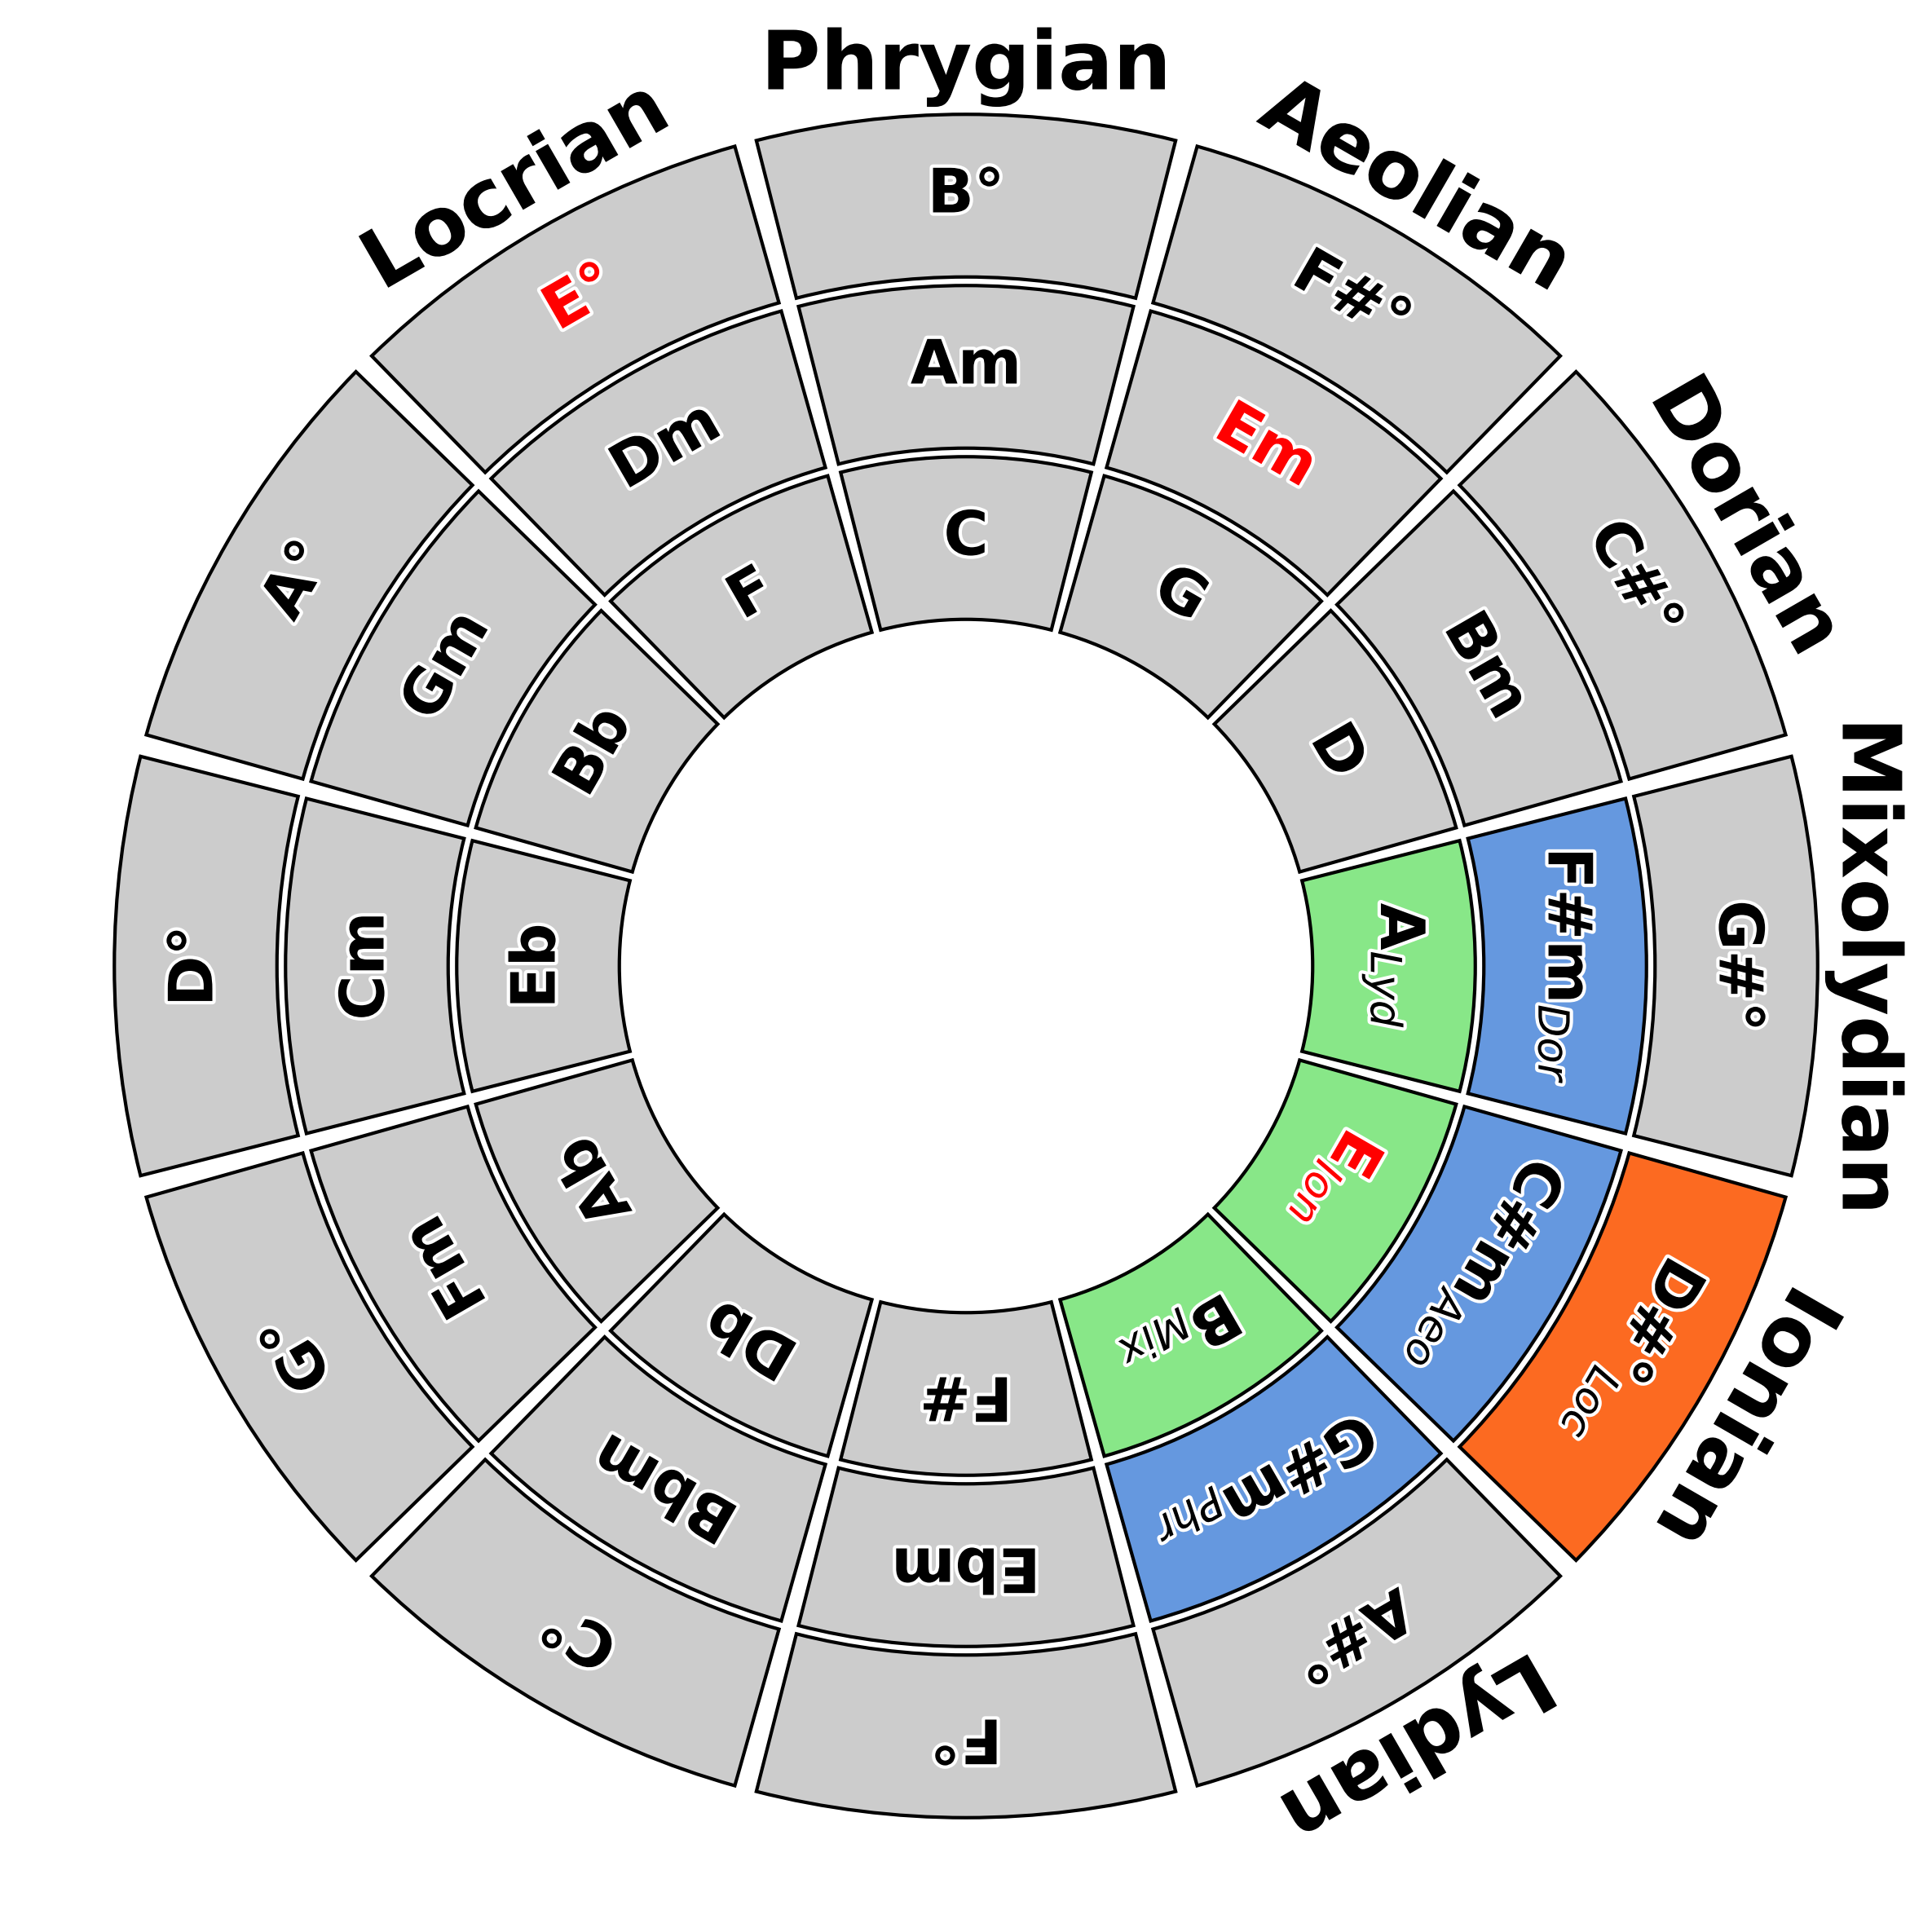 Phrygian
Aeolian
Dorian
Mixolydian
Ionian
Lydian
Locrian
B°
F#°
C#°
G#°
D#° Loc
A#°
F°
C°
G°
D°
A°
E°
Am
Em
Bm
F#m Dor
C#m Aeo
G#m Phr
Ebm
Bbm
Fm
Cm
Gm
Dm
C
G
D
A Lyd
E Ion
B Mix
F#
Db
Ab
Eb
Bb
F